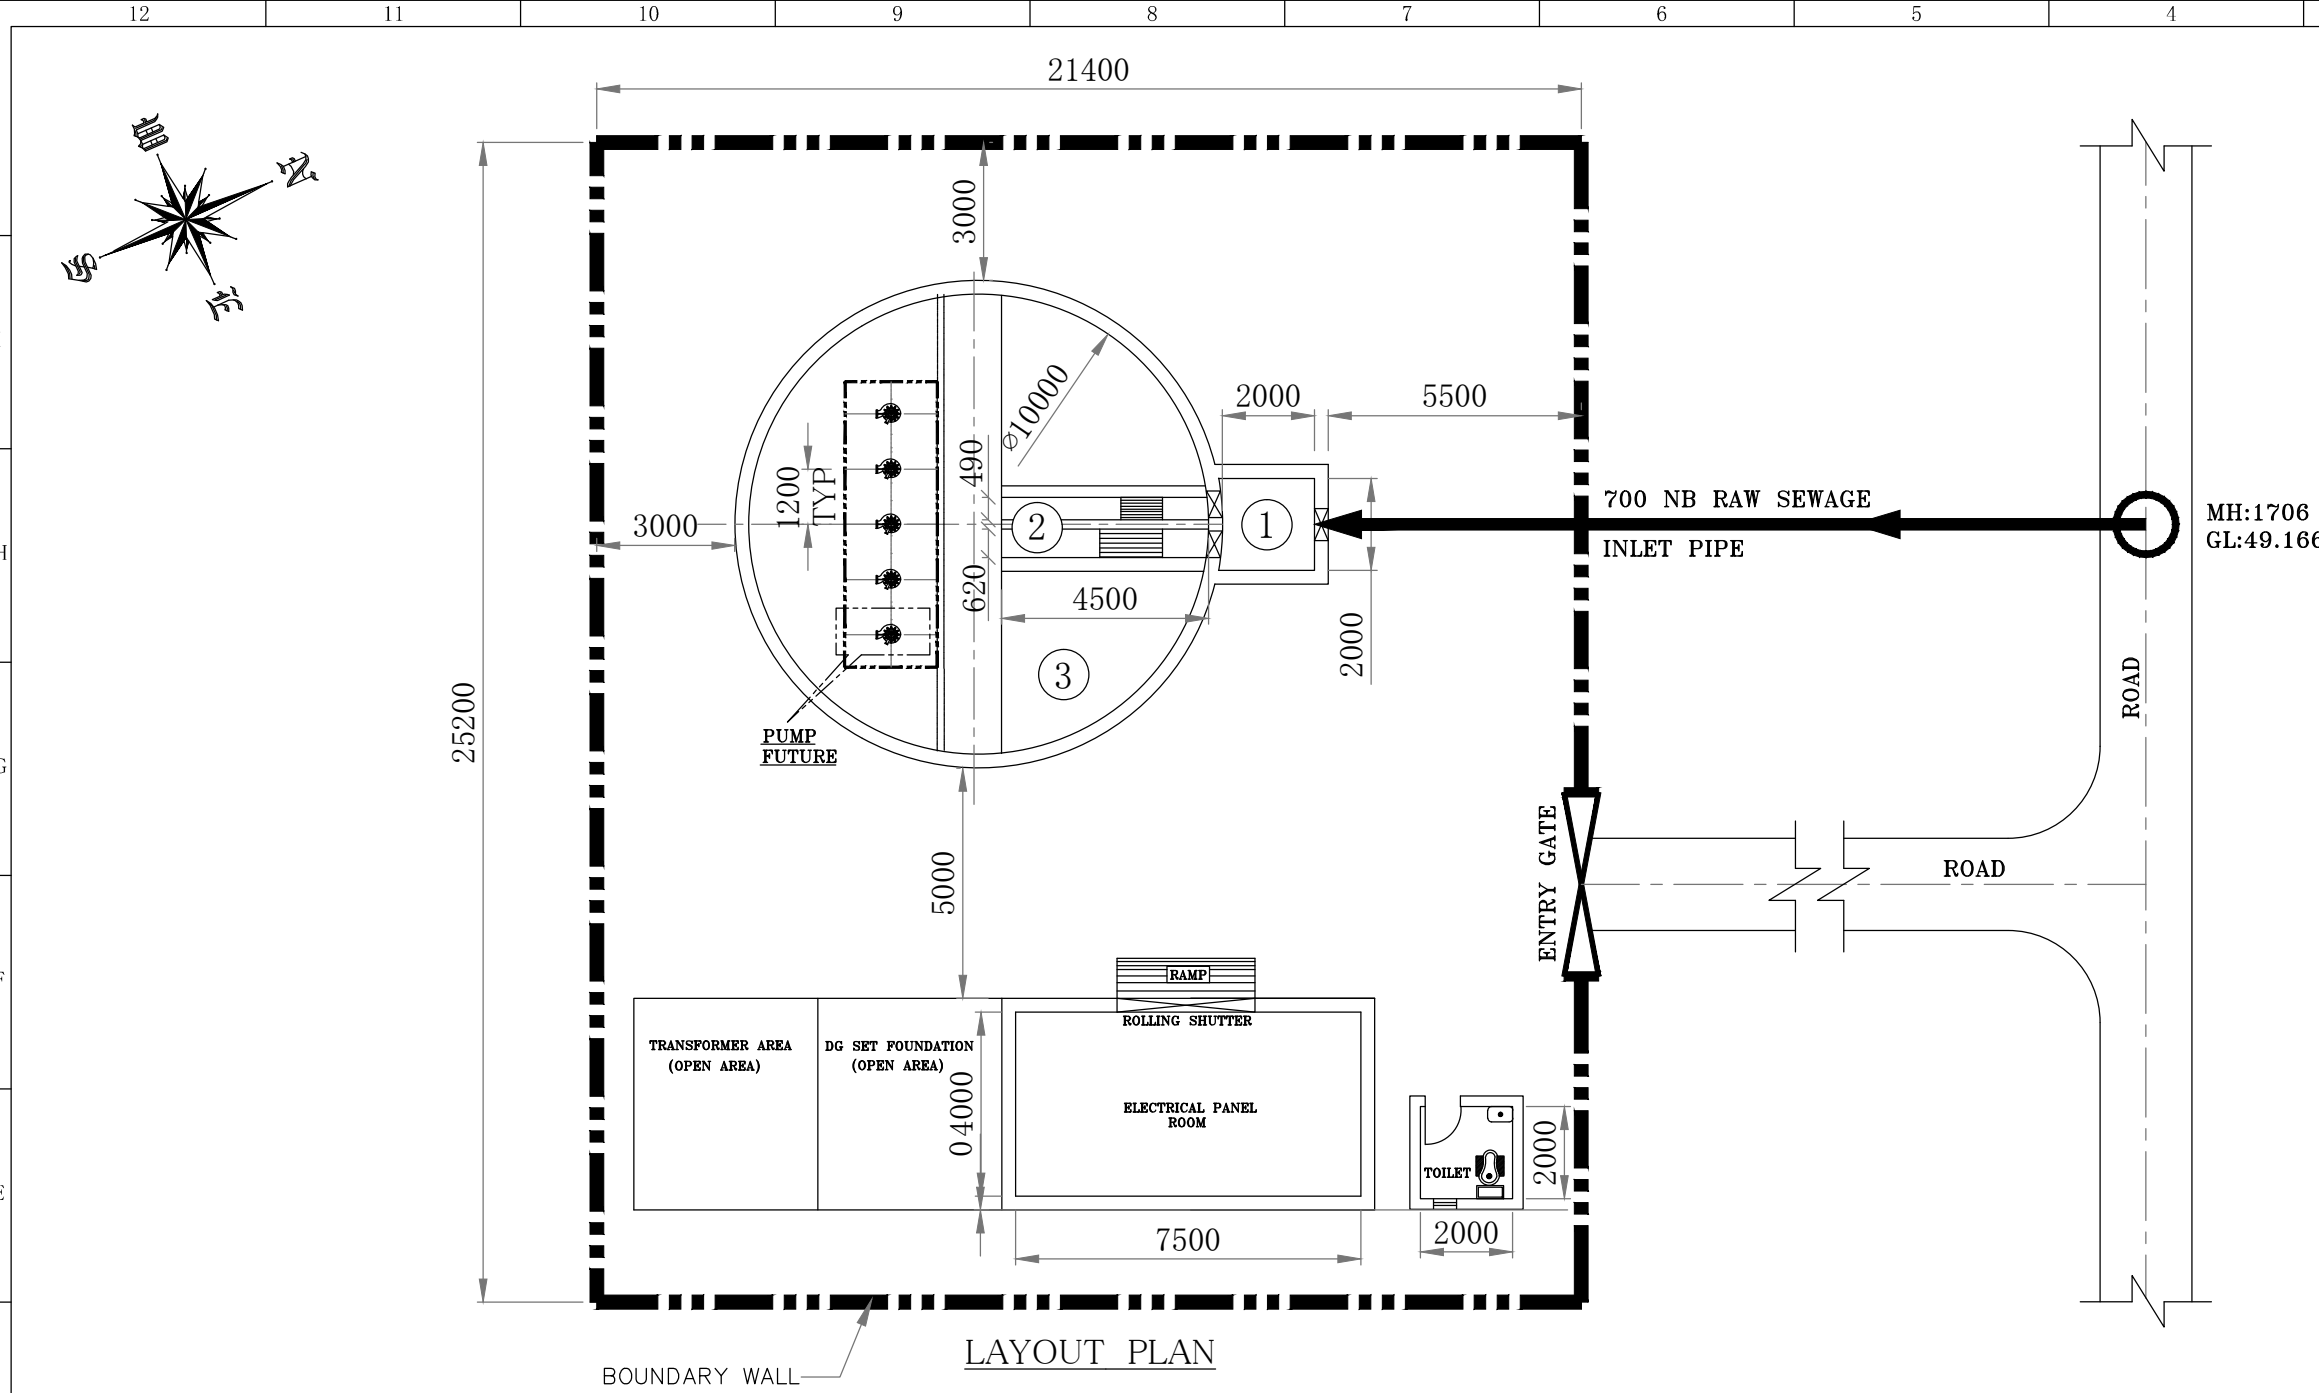 12 11 10 9 8 7 6 5 4
21400
N
E
S
W
3000
⌀10000
2000
5500
490
1200
TYP
3000
2
1
700 NB RAW SEWAGE
INLET PIPE
MH:1706
GL:49.166
H
620
4500
2000
3
ROAD
25200
PUMP
FUTURE
G
ENTRY GATE
5000
ROAD
F
RAMP
ROLLING SHUTTER
TRANSFORMER AREA
(OPEN AREA)
DG SET FOUNDATION
(OPEN AREA)
04000
ELECTRICAL PANEL
ROOM
TOILET
2000
E
7500
2000
LAYOUT PLAN
BOUNDARY WALL